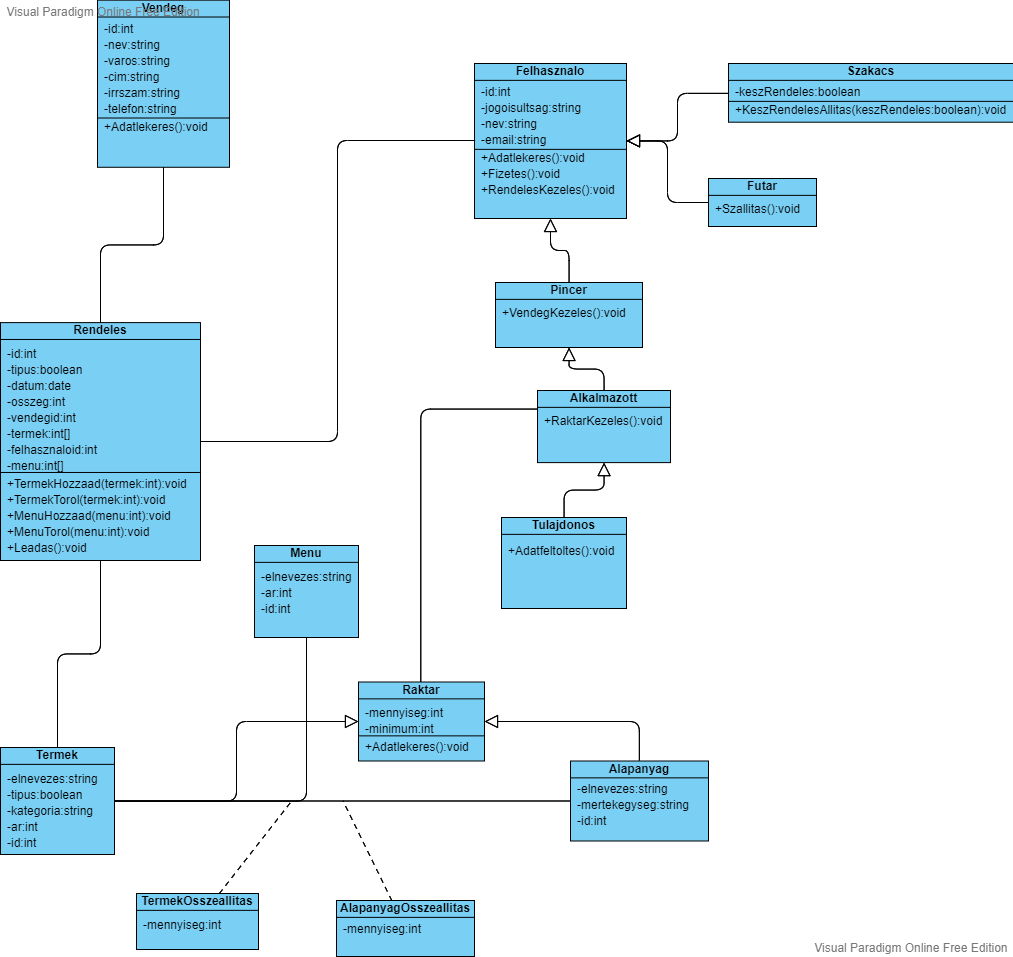 Visual Paradigm Online Free Edition
Vendeg
-id:int
-nev:string
-varos:string
-cim:string
-irrszam:string
-telefon:string
+Adatlekeres():void
Felhasznalo
-id:int
-jogoisultsag:string
-nev:string
-email:string
+Adatlekeres():void
+Fizetes():void
+RendelesKezeles():void
Szakacs
-keszRendeles:boolean
+KeszRendelesAllitas(keszRendeles:boolean):void
Futar
+Szallitas():void
Pincer
+VendegKezeles():void
Rendeles
-id:int
-tipus:boolean
-datum:date
-osszeg:int
-vendegid:int
-termek:int[]
-felhasznaloid:int
-menu:int[]
+TermekHozzaad(termek:int):void
+TermekTorol(termek:int):void
+MenuHozzaad(menu:int):void
+MenuTorol(menu:int):void
+Leadas():void
Alkalmazott
+RaktarKezeles():void
Tulajdonos
+Adatfeltoltes():void
Menu
-elnevezes:string
-ar:int
-id:int
Raktar
-mennyiseg:int
-minimum:int
+Adatlekeres():void
Termek
-elnevezes:string
-tipus:boolean
-kategoria:string
-ar:int
-id:int
Alapanyag
-elnevezes:string
-mertekegyseg:string
-id:int
TermekOsszeallitas
-mennyiseg:int
AlapanyagOsszeallitas
-mennyiseg:int
Visual Paradigm Online Free Edition